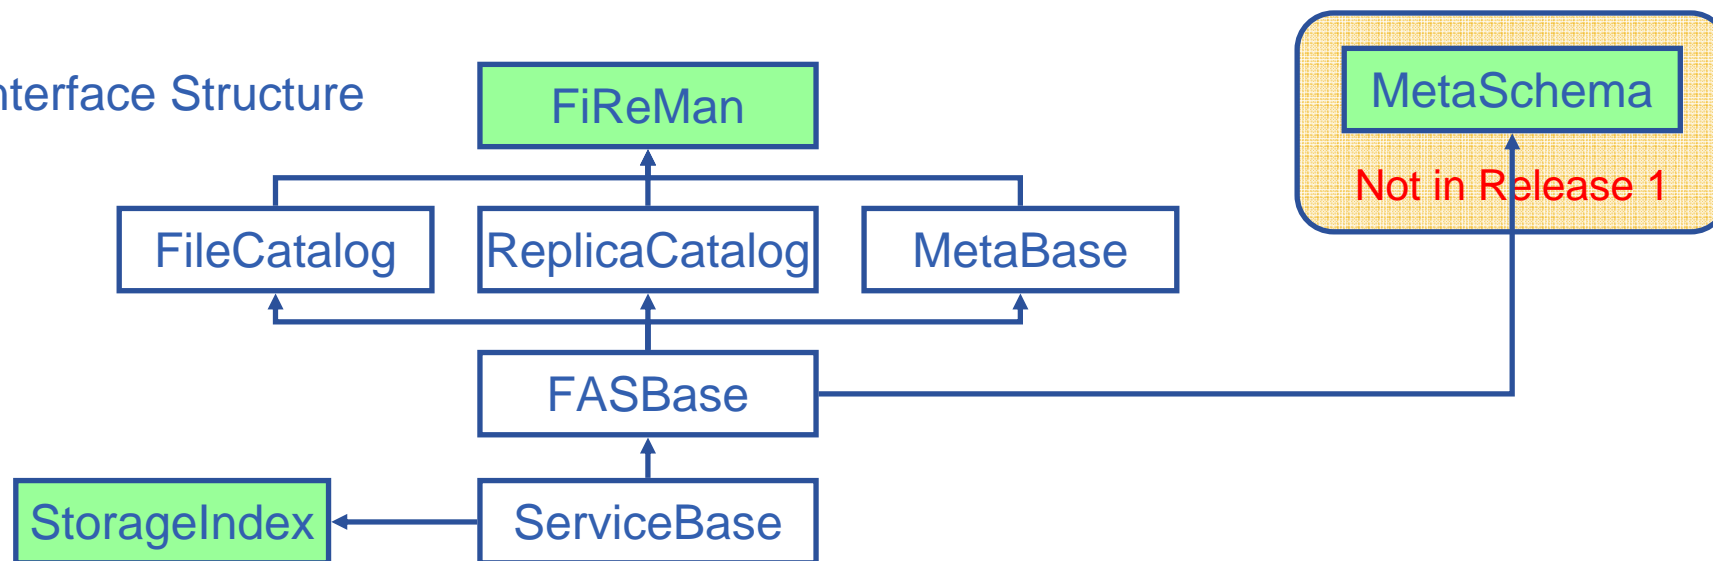 nterface Structure
FiReMan
MetaSchema
Not in Release 1
FileCatalog
ReplicaCatalog
MetaBase
FASBase
StorageIndex
ServiceBase